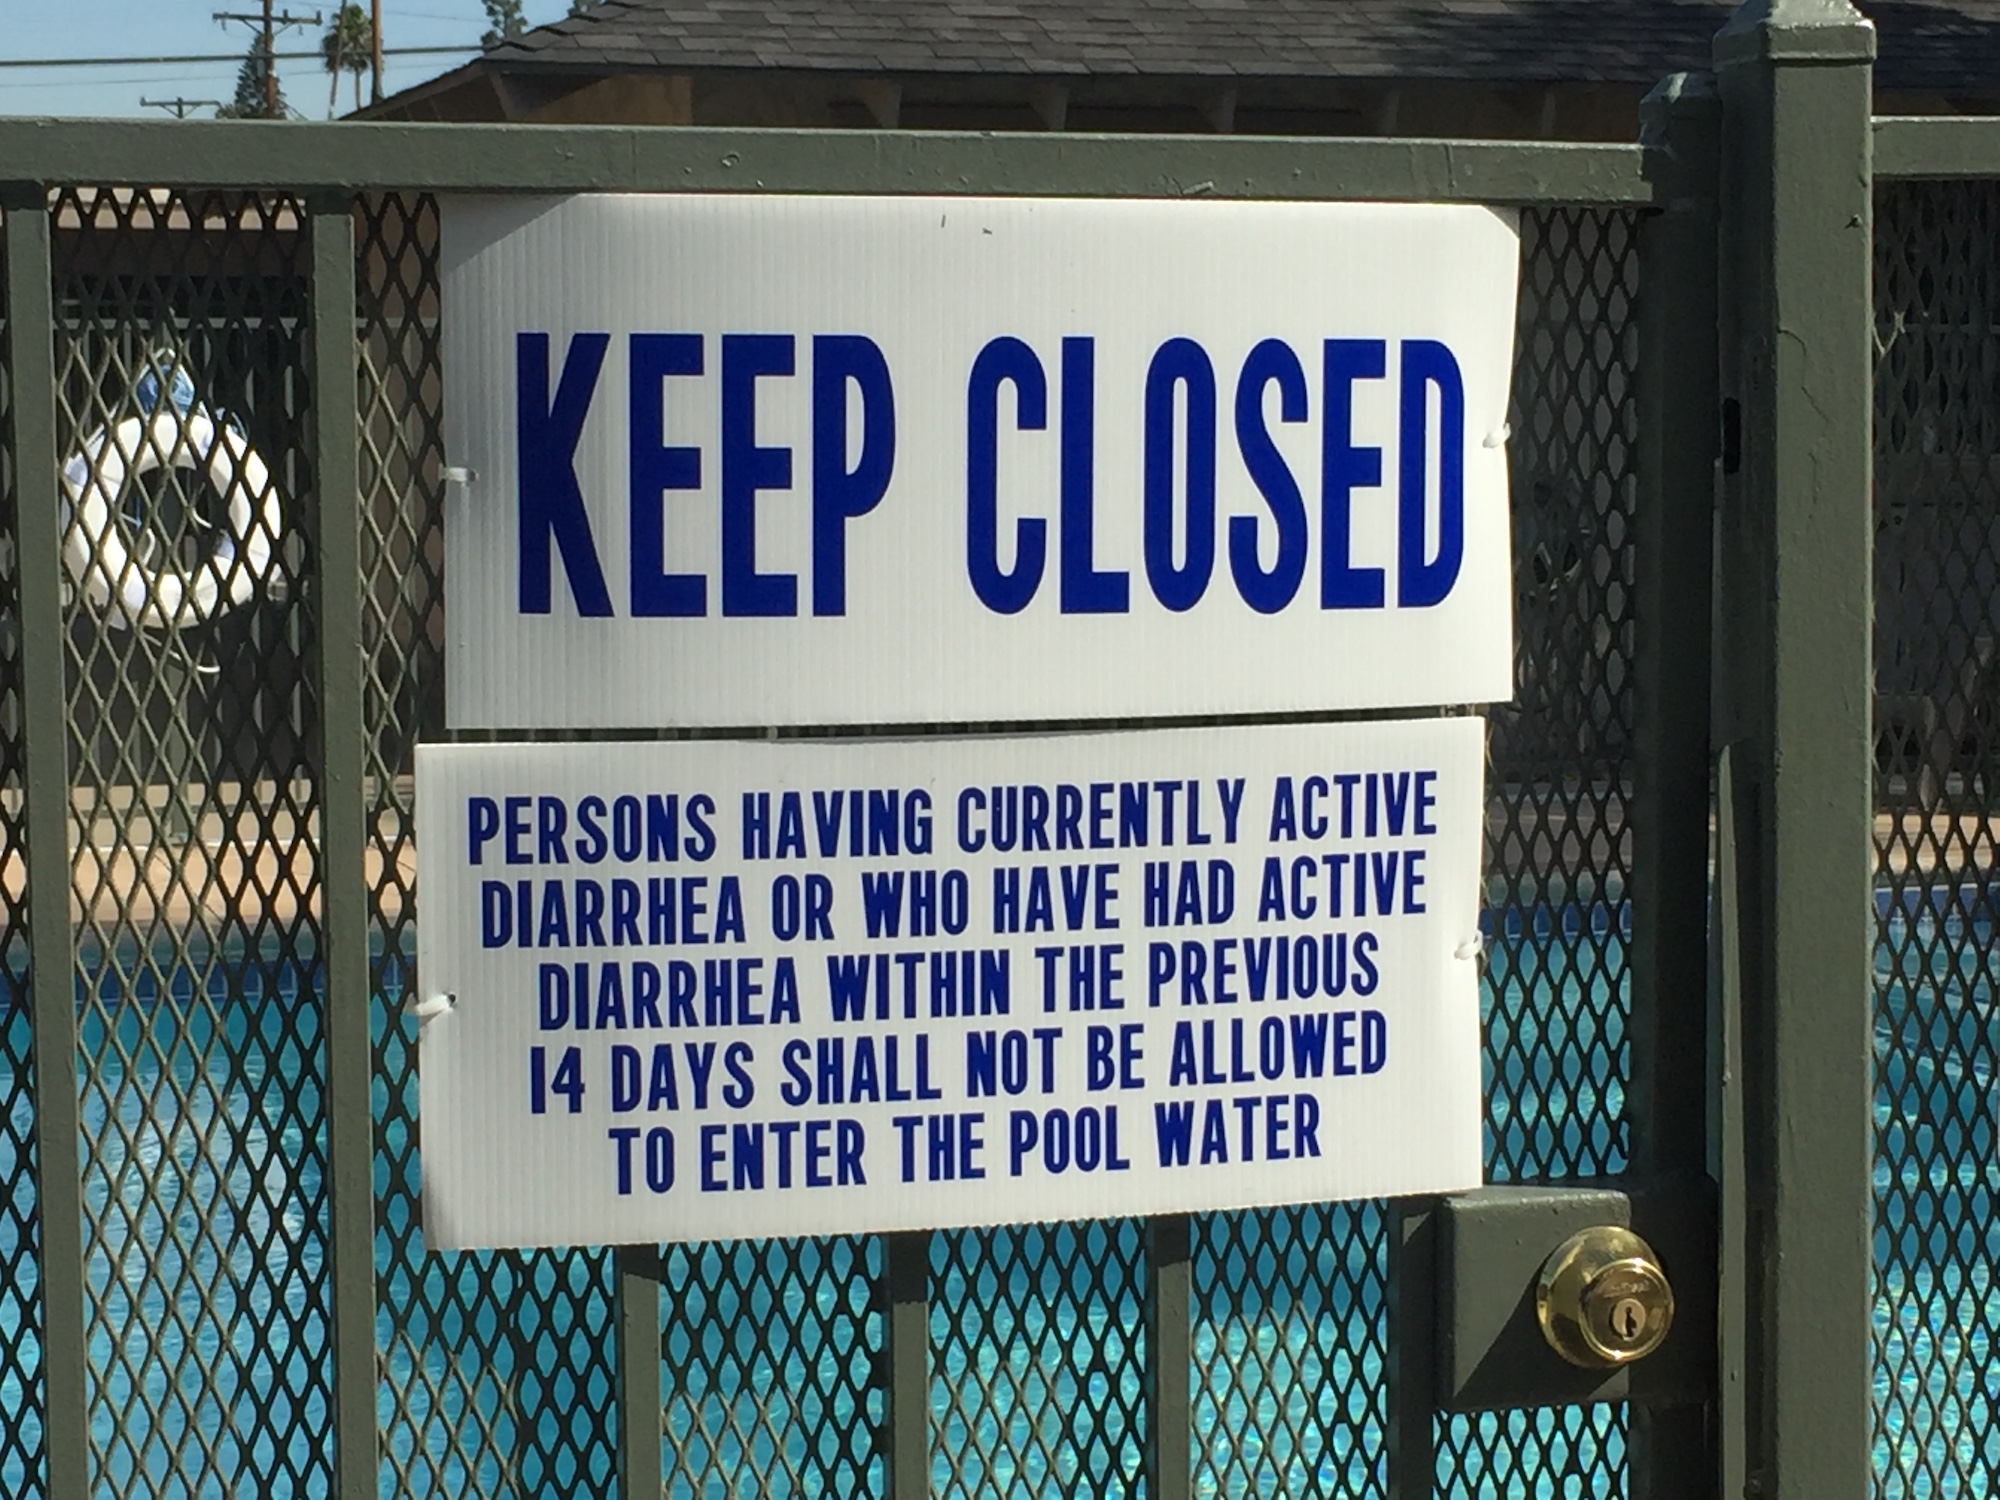 KEEP CLOSED
PERSONS HAVING CURRENTLY ACTIVE
DIARRHEA OR WHO HAVE HAD ACTIVE
DIARRHEA WITHIN THE PREVIOUS
14 DAYS SHALL NOT BE ALLOWED
TO ENTER THE POOL WATER